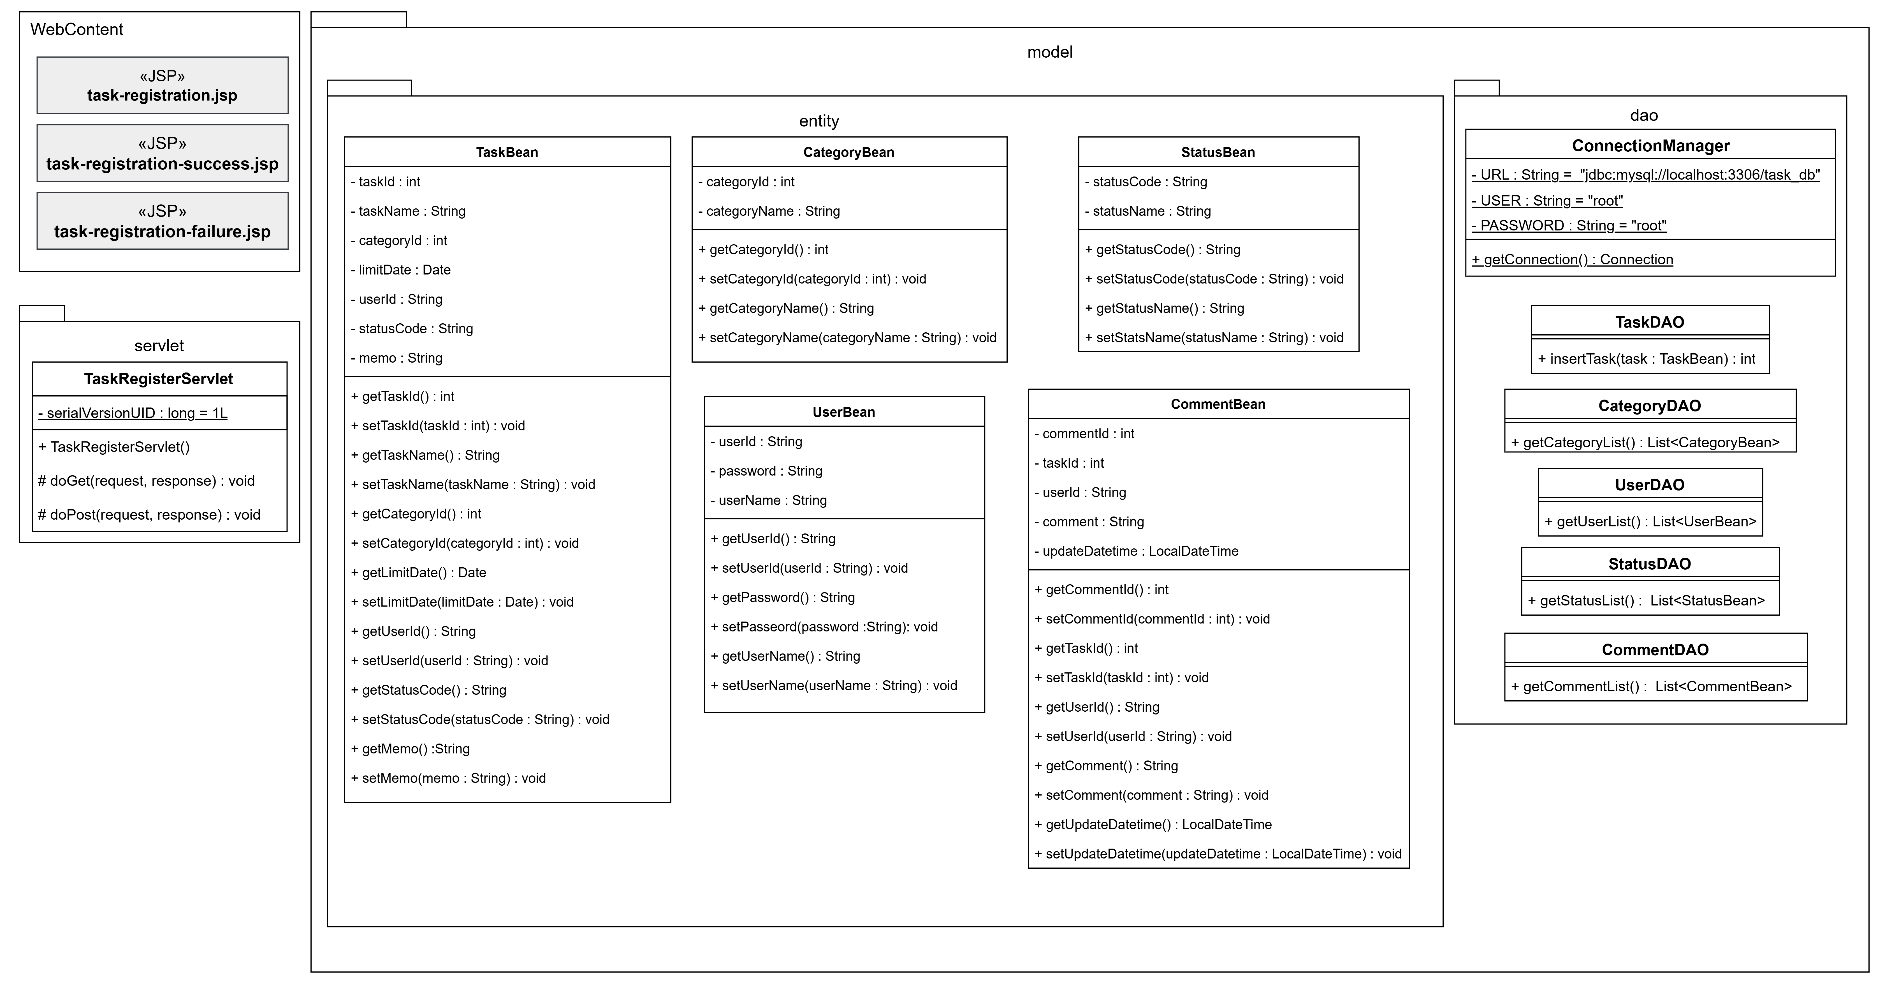 WebContent
«JSP»
task-registration.jsp
«JSP»
task-registration-success.jsp
«JSP»
task-registration-failure.jsp
servlet
TaskRegisterServlet
- serialVersionUID : long = 1L
+ TaskRegisterServlet()
# doGet(request, response) : void
# doPost(request, response) : void
model
entity
TaskBean
- taskId : int
- taskName : String
- categoryId : int
- limitDate : Date
- userId : String
- statusCode : String
- memo : String
+ getTaskId() : int
+ setTaskId(taskId : int) : void
+ getTaskName() : String
+ setTaskName(taskName : String) : void
+ getCategoryId() : int
+ setCategoryId(categoryId : int) : void
+ getLimitDate() : Date
+ setLimitDate(limitDate : Date) : void
+ getUserId() : String
+ setUserId(userId : String) : void
+ getStatusCode() : String
+ setStatusCode(statusCode : String) : void
+ getMemo() :String
+ setMemo(memo : String) : void
CategoryBean
- categoryId : int
- categoryName : String
+ getCategoryId() : int
+ setCategoryId(categoryId : int) : void
+ getCategoryName() : String
+ setCategoryName(categoryName : String) : void
StatusBean
- statusCode : String
- statusName : String
+ getStatusCode() : String
+ setStatusCode(statusCode : String) : void
+ getStatusName() : String
+ setStatsName(statusName : String) : void
UserBean
- userId : String
- password : String
- userName : String
+ getUserId() : String
+ setUserId(userId : String) : void
+ getPassword() : String
+ setPasseord(password :String): void
+ getUserName() : String
+ setUserName(userName : String) : void
CommentBean
- commentId : int
- taskId : int
- userId : String
- comment : String
- updateDatetime : LocalDateTime
+ getCommentId() : int
+ setCommentId(commentId : int) : void
+ getTaskId() : int
+ setTaskId(taskId : int) : void
+ getUserId() : String
+ setUserId(userId : String) : void
+ getComment() : String
+ setComment(comment : String) : void
+ getUpdateDatetime() : LocalDateTime
+ setUpdateDatetime(updateDatetime : LocalDateTime) : void
dao
ConnectionManager
- URL : String =  "jdbc:mysql://localhost:3306/task_db"
- USER : String = "root"
- PASSWORD : String = "root"
+ getConnection() : Connection
TaskDAO
+ insertTask(task : TaskBean) : int
CategoryDAO
+ getCategoryList() : List<CategoryBean>
UserDAO
+ getUserList() : List<UserBean>
StatusDAO
+ getStatusList() :  List<StatusBean>
CommentDAO
+ getCommentList() :  List<CommentBean>